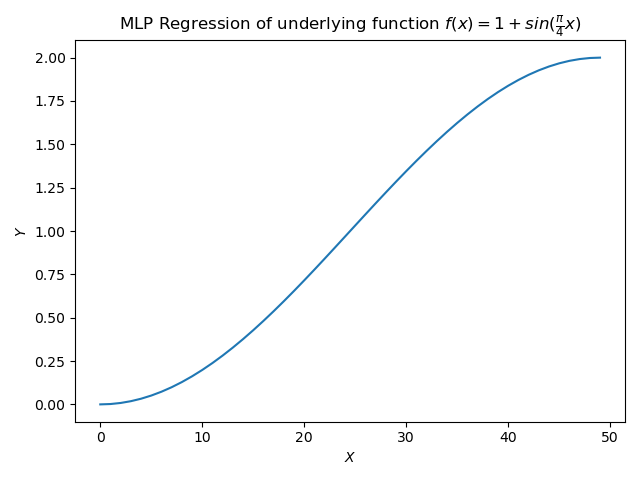 MLP Regression of underlying function f(x) = 1 + sin(π/4 x)
Y
2.00
1.75
1.50
1.25
1.00
0.75
0.50
0.25
0.00
0 10 20 30 40 50
X